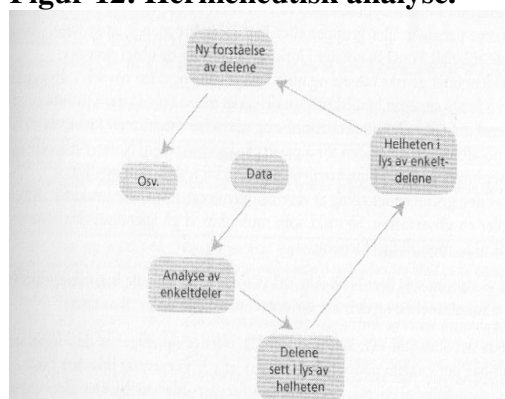 Figur 12: Hermeneutisk analyse.
Ny forståelse
av delene
Helheten i
lys av enkelt-
delene
Osv.
Data
Analyse av
enkeltdeler
Delene
sett i lys av
helheten